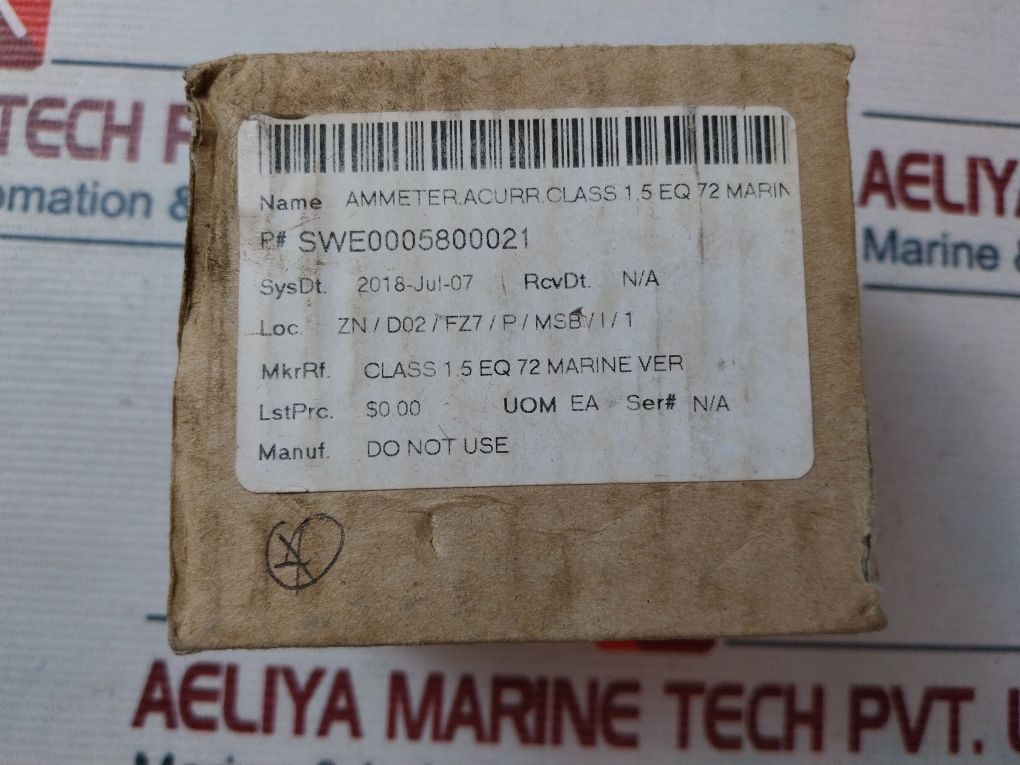 TECH P
AELIYA
omation &
Marine &
Name AMMETER.ACURR.CLASS 1.5 EQ 72 MARIN
P# SWE0005800021
SysDt. 2018-Jul-07 RcvDt. N/A
Loc. ZN / D02 / FZ7 / P / MSB / I / 1
MkrRf. CLASS 1.5 EQ 72 MARINE VER
LstPrc. $0.00 UOM EA Ser# N/A
Manuf. DO NOT USE
AELIYA MARINE TECH PVT.